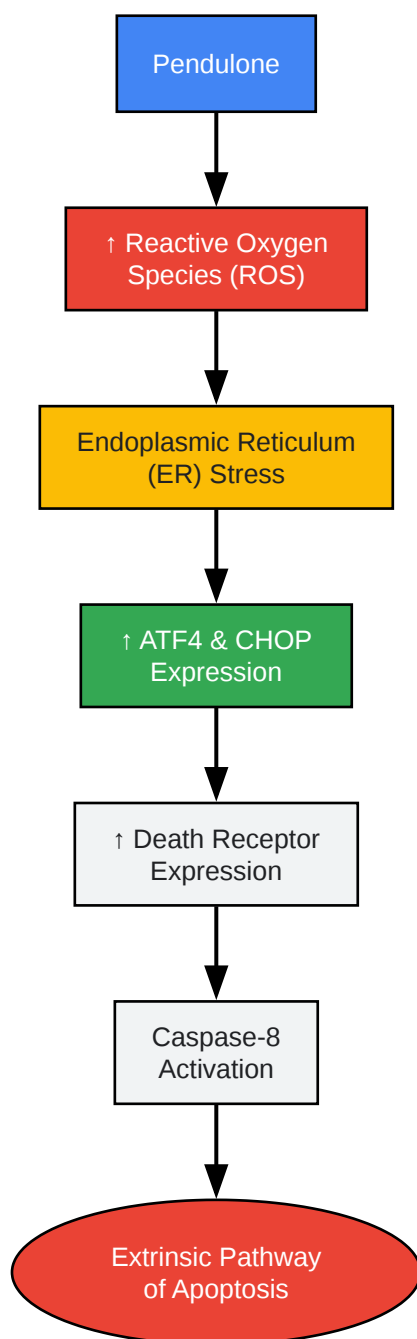 Pendulone
↑ Reactive Oxygen
Species (ROS)
Endoplasmic Reticulum
(ER) Stress
↑ ATF4 & CHOP
Expression
↑ Death Receptor
Expression
Caspase-8
Activation
Extrinsic Pathway
of Apoptosis